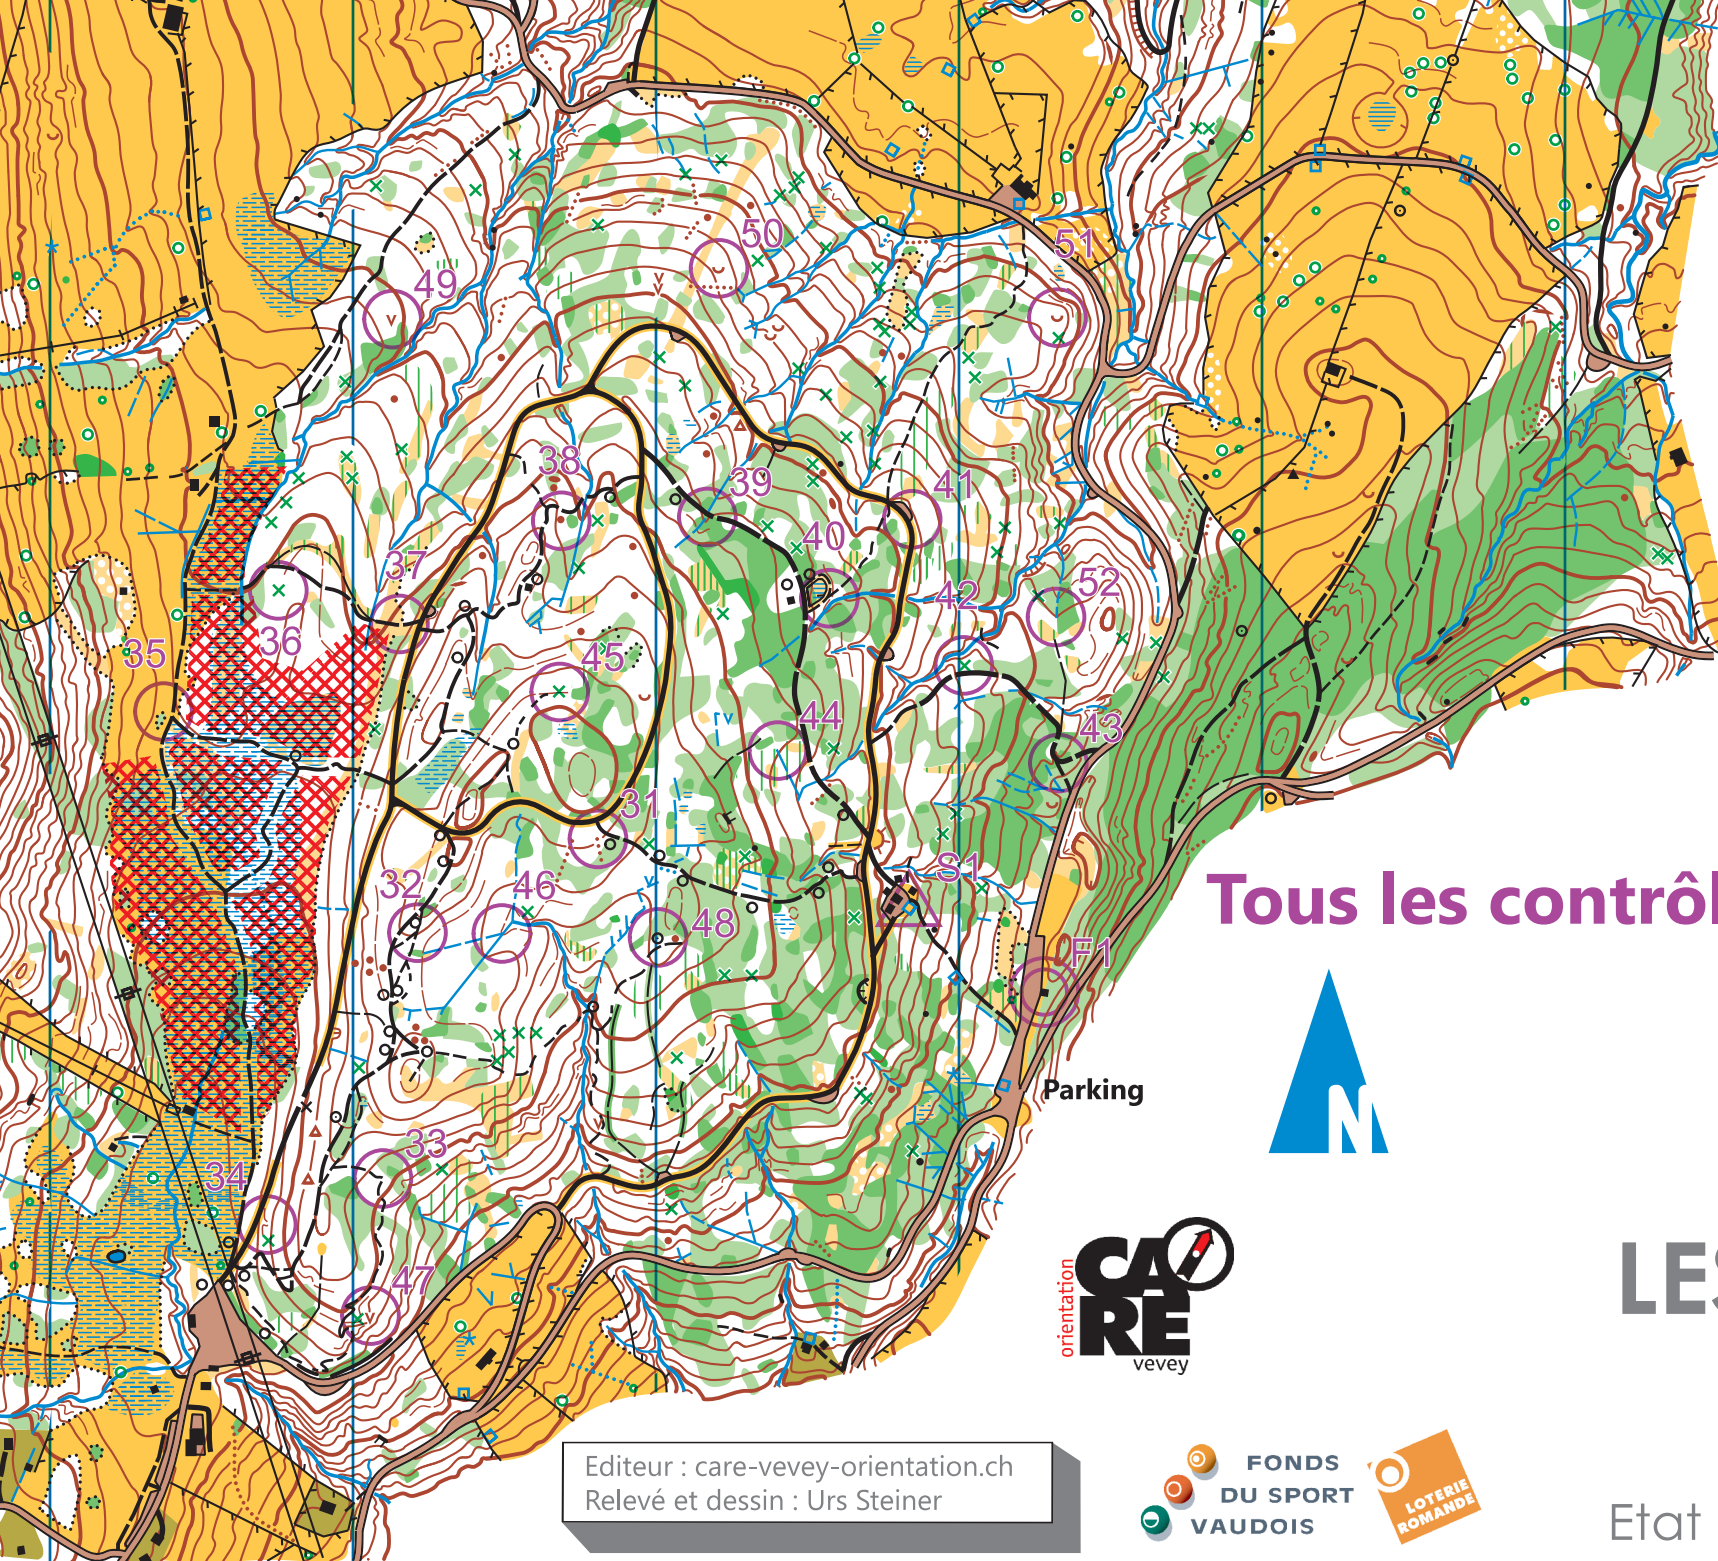 50
51
49
38
39
41
40
37
42
52
36
35
45
44
43
31
S1
32
46
48
F1
Tous les contrôl
N
Parking
33
34
47
orientation
CARE
vevey
LES
Editeur : care-vevey-orientation.ch
Relevé et dessin : Urs Steiner
FONDS
DU SPORT
VAUDOIS
LOTERIE
ROMANDE
Etat